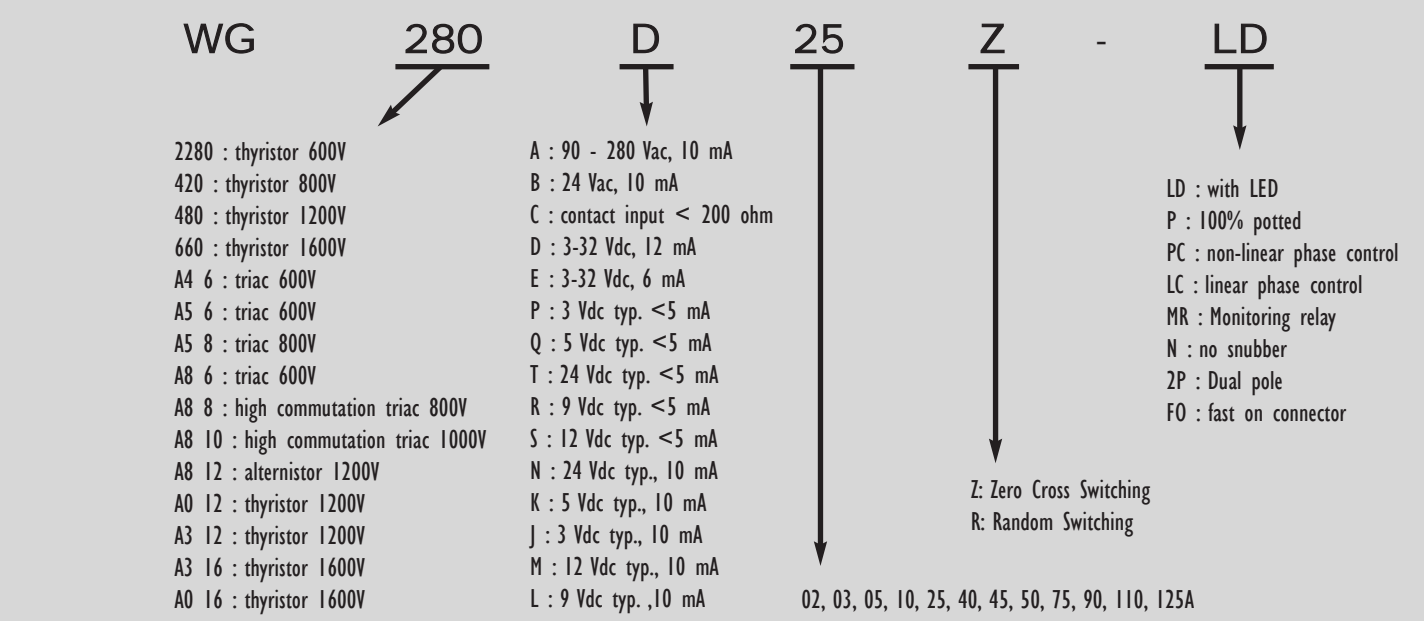 WG 280 D 25 Z - LD
2280 : thyristor 600V
420 : thyristor 800V
480 : thyristor 1200V
660 : thyristor 1600V
A4 6 : triac 600V
A5 6 : triac 600V
A5 8 : triac 800V
A8 6 : triac 600V
A8 8 : high commutation triac 800V
A8 10 : high commutation triac 1000V
A8 12 : alternistor 1200V
A0 12 : thyristor 1200V
A3 12 : thyristor 1200V
A3 16 : thyristor 1600V
A0 16 : thyristor 1600V
A : 90 - 280 Vac, 10 mA
B : 24 Vac, 10 mA
C : contact input < 200 ohm
D : 3-32 Vdc, 12 mA
E : 3-32 Vdc, 6 mA
P : 3 Vdc typ. <5 mA
Q : 5 Vdc typ. <5 mA
T : 24 Vdc typ. <5 mA
R : 9 Vdc typ. <5 mA
S : 12 Vdc typ. <5 mA
N : 24 Vdc typ., 10 mA
K : 5 Vdc typ., 10 mA
J : 3 Vdc typ., 10 mA
M : 12 Vdc typ., 10 mA
L : 9 Vdc typ. ,10 mA
02, 03, 05, 10, 25, 40, 45, 50, 75, 90, 110, 125A
Z: Zero Cross Switching
R: Random Switching
LD : with LED
P : 100% potted
PC : non-linear phase control
LC : linear phase control
MR : Monitoring relay
N : no snubber
2P : Dual pole
FO : fast on connector